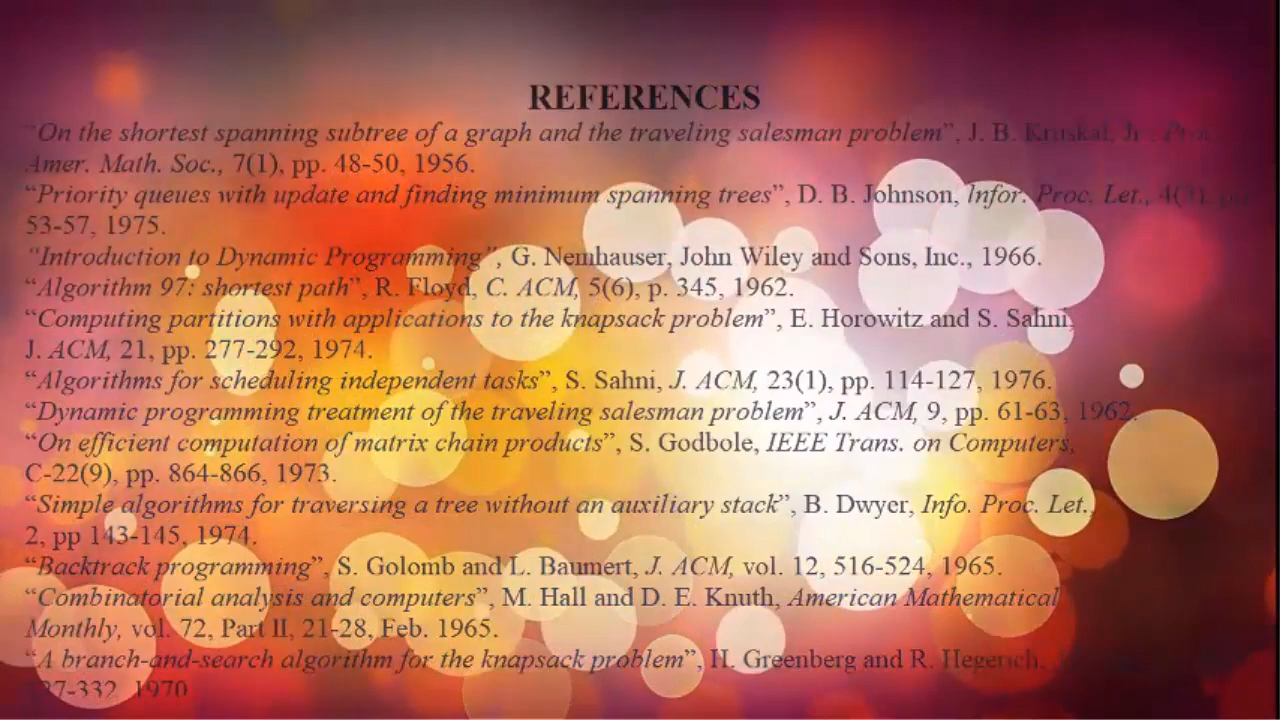 REFERENCES
"On the shortest spanning subtree of a graph and the traveling salesman problem", J. B. Kruskal, Jr., Proc.
Amer. Math. Soc., 7(1), pp. 48-50, 1956.
“Priority queues with update and finding minimum spanning trees”, D. B. Johnson, Infor. Proc. Let., 4(3), pp.
53-57, 1975.
“Introduction to Dynamic Programming”, G. Nemhauser, John Wiley and Sons, Inc., 1966.
“Algorithm 97: shortest path”, R. Floyd, C. ACM, 5(6), p. 345, 1962.
“Computing partitions with applications to the knapsack problem”, E. Horowitz and S. Sahni,
J. ACM, 21, pp. 277-292, 1974.
“Algorithms for scheduling independent tasks”, S. Sahni, J. ACM, 23(1), pp. 114-127, 1976.
“Dynamic programming treatment of the traveling salesman problem”, J. ACM, 9, pp. 61-63, 1962.
“On efficient computation of matrix chain products”, S. Godbole, IEEE Trans. on Computers,
C-22(9), pp. 864-866, 1973.
“Simple algorithms for traversing a tree without an auxiliary stack”, B. Dwyer, Info. Proc. Let.,
2, pp 143-145, 1974.
“Backtrack programming”, S. Golomb and L. Baumert, J. ACM, vol. 12, 516-524, 1965.
“Combinatorial analysis and computers”, M. Hall and D. E. Knuth, American Mathematical
Monthly, vol. 72, Part II, 21-28, Feb. 1965.
“A branch-and-search algorithm for the knapsack problem”, H. Greenberg and R. Hegerich,
27-332, 1970